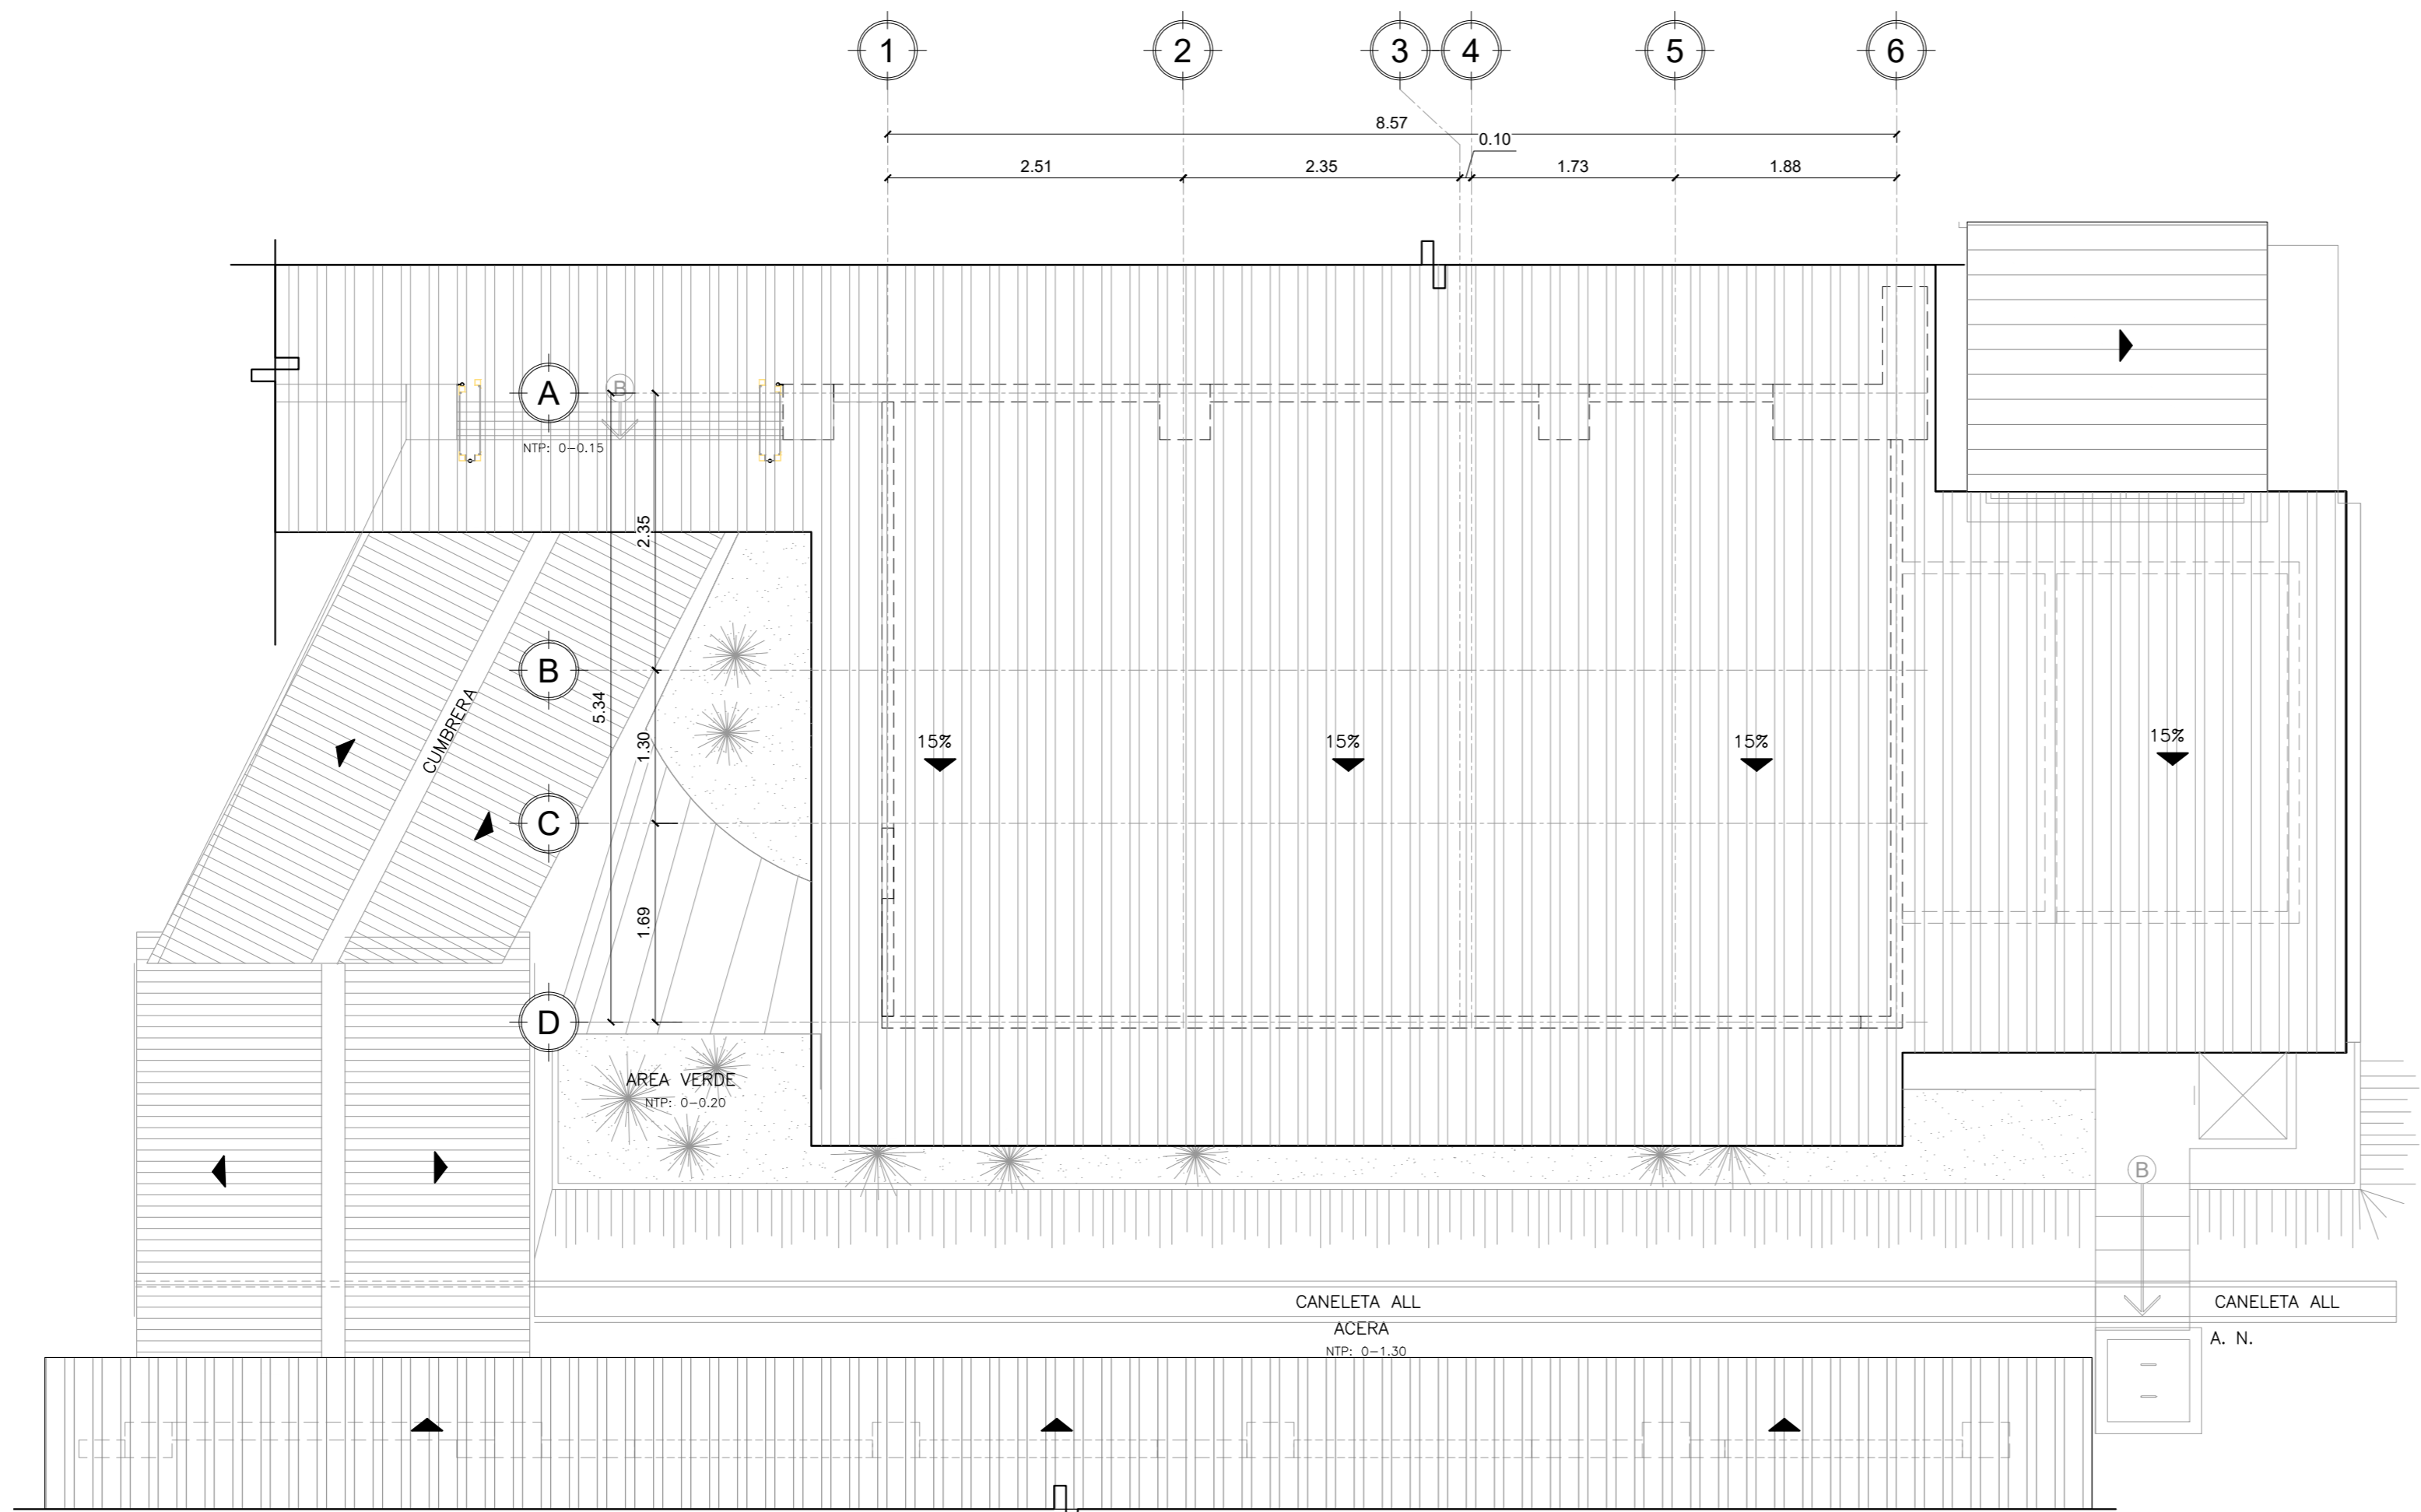 1 2 3 4 5 6
8.57
0.10
2.51 2.35 1.73 1.88
A
B
NTP: 0-0.15
2.35
B
5.34
CUMBRERA
1.30
15% 15% 15% 15%
C
1.69
D
AREA VERDE
NTP: 0-0.20
B
CANELETA ALL CANELETA ALL
ACERA
A. N.
NTP: 0-1.30